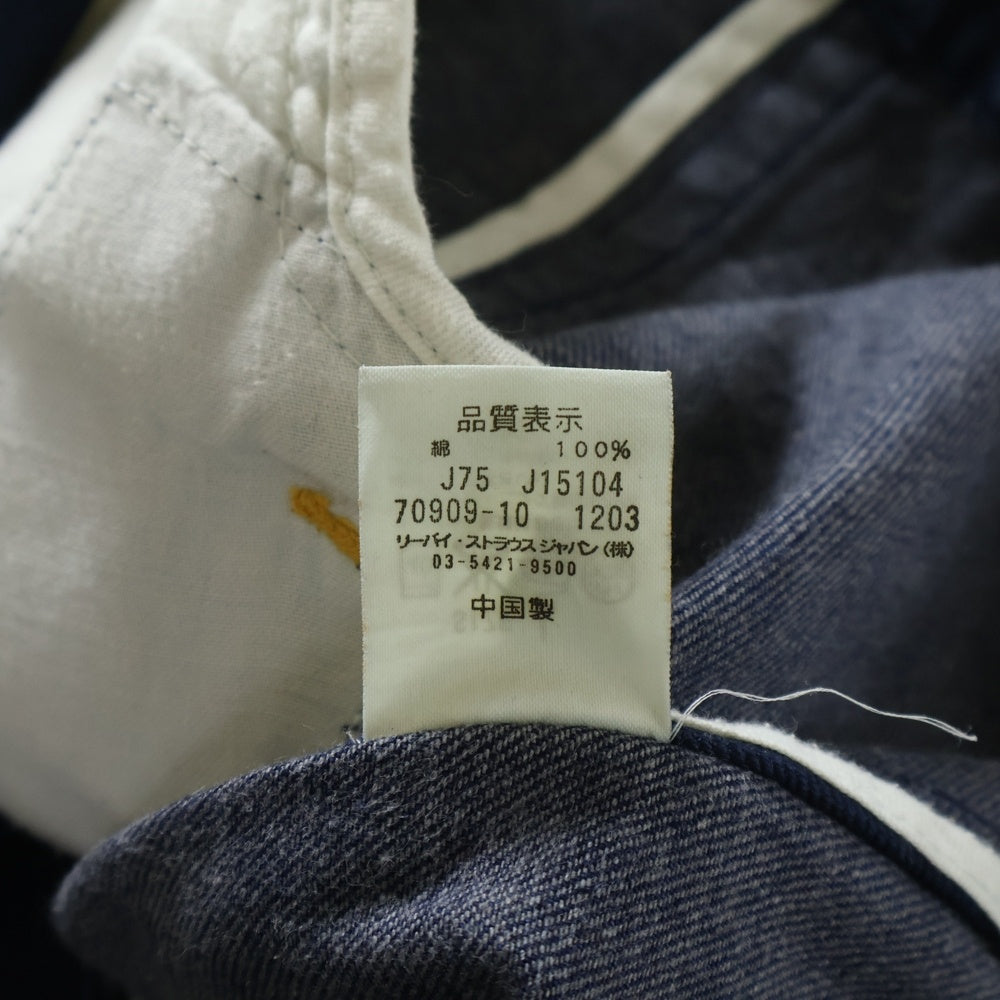 品質表示
綿 100%
J75 J15104
70909-10 1203
リーバイ・ストラウスジャパン(株)
03-5421-9500
中国製